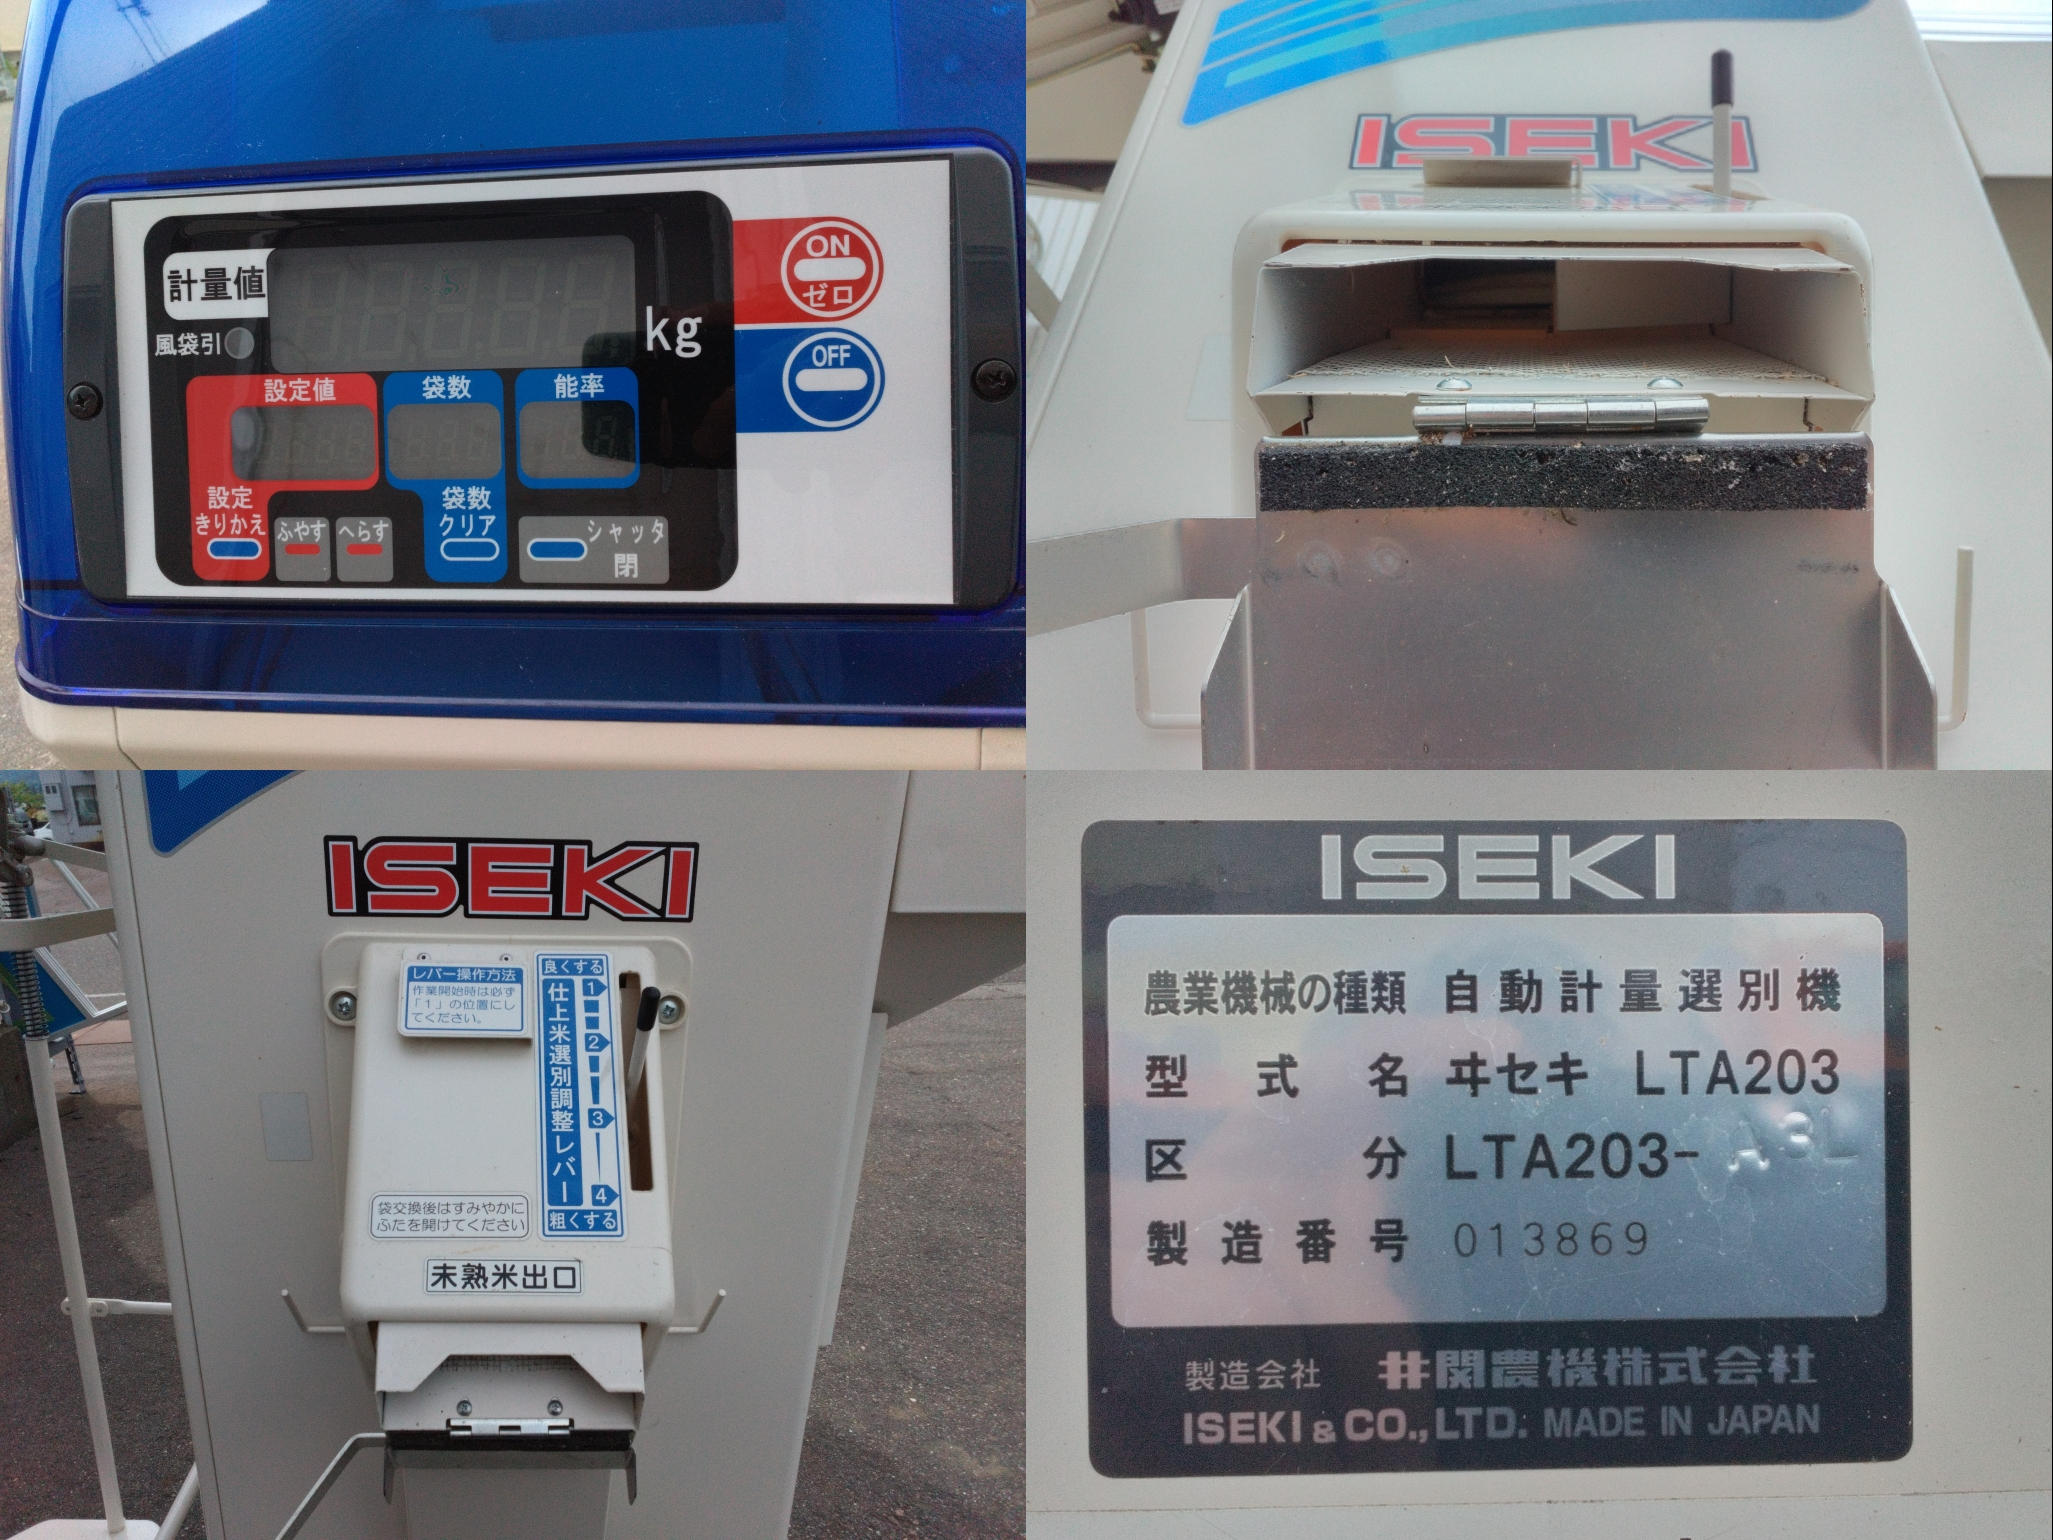 計量値
kg
風袋引
ON
ゼロ
OFF
設定値
袋数
能率
設定
きりかえ
ふやす
へらす
袋数
クリア
シャッタ
閉
ISEKI
ISEKI
レバー操作方法
作業開始時は必ず
「1」の位置にし
てください。
良くする
1
2
3
4
仕上米選別調整レバー
粗くする
袋交換後はすみやかに
ふたを開けてください
未熟米出口
ISEKI
農業機械の種類 自動計量選別機
型式名 ヰセキ LTA203
区分 LTA203-A3L
製造番号 013869
製造会社 井関農機株式会社
ISEKI & CO., LTD. MADE IN JAPAN